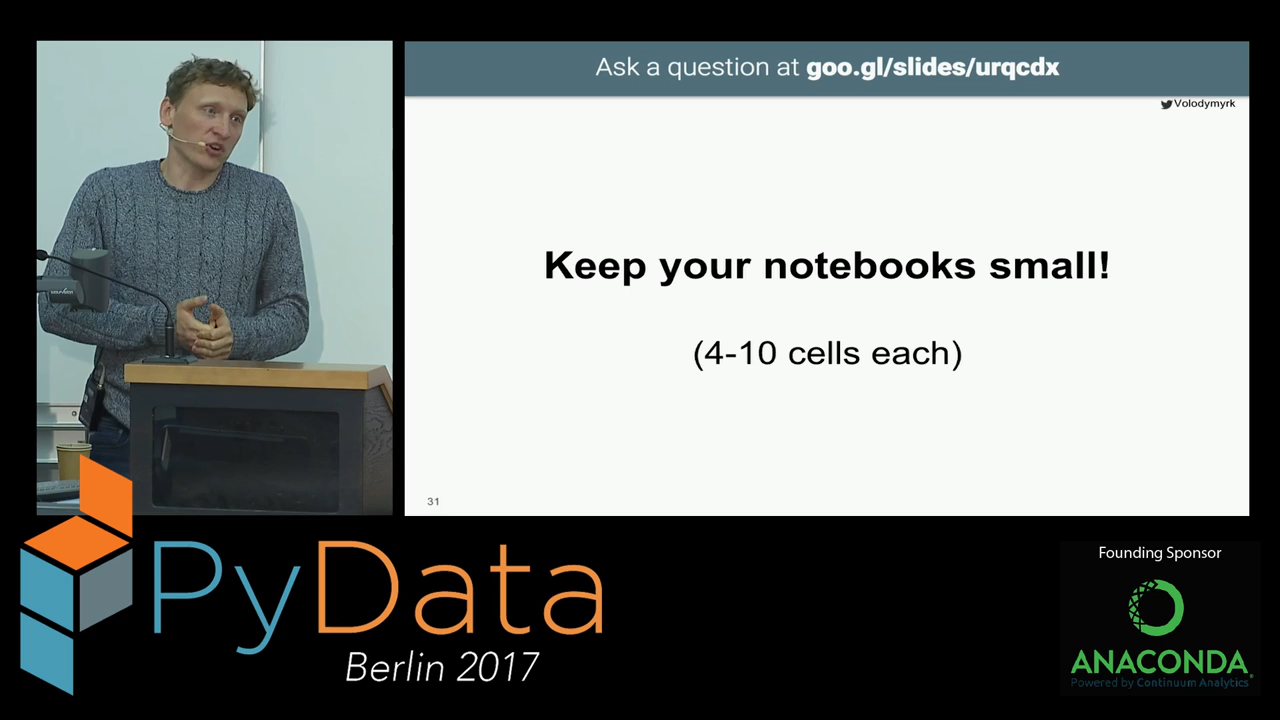 Ask a question at goo.gl/slides/urqcdx
Volodymyrk
Keep your notebooks small!
(4-10 cells each)
31
PyData
Berlin 2017
Founding Sponsor
ANACONDA
Powered by Continuum Analytics